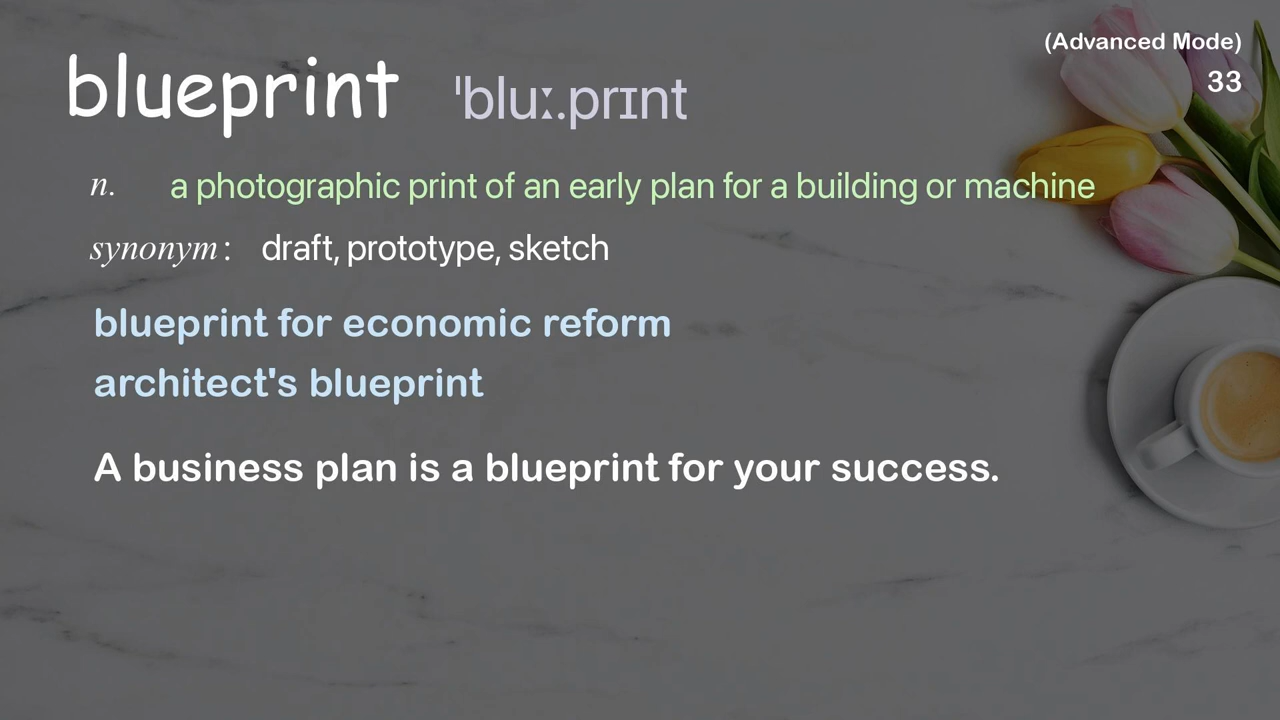 (Advanced Mode)
33
blueprint ˈbluː.prɪnt
n. a photographic print of an early plan for a building or machine
synonym: draft, prototype, sketch
blueprint for economic reform
architect's blueprint
A business plan is a blueprint for your success.